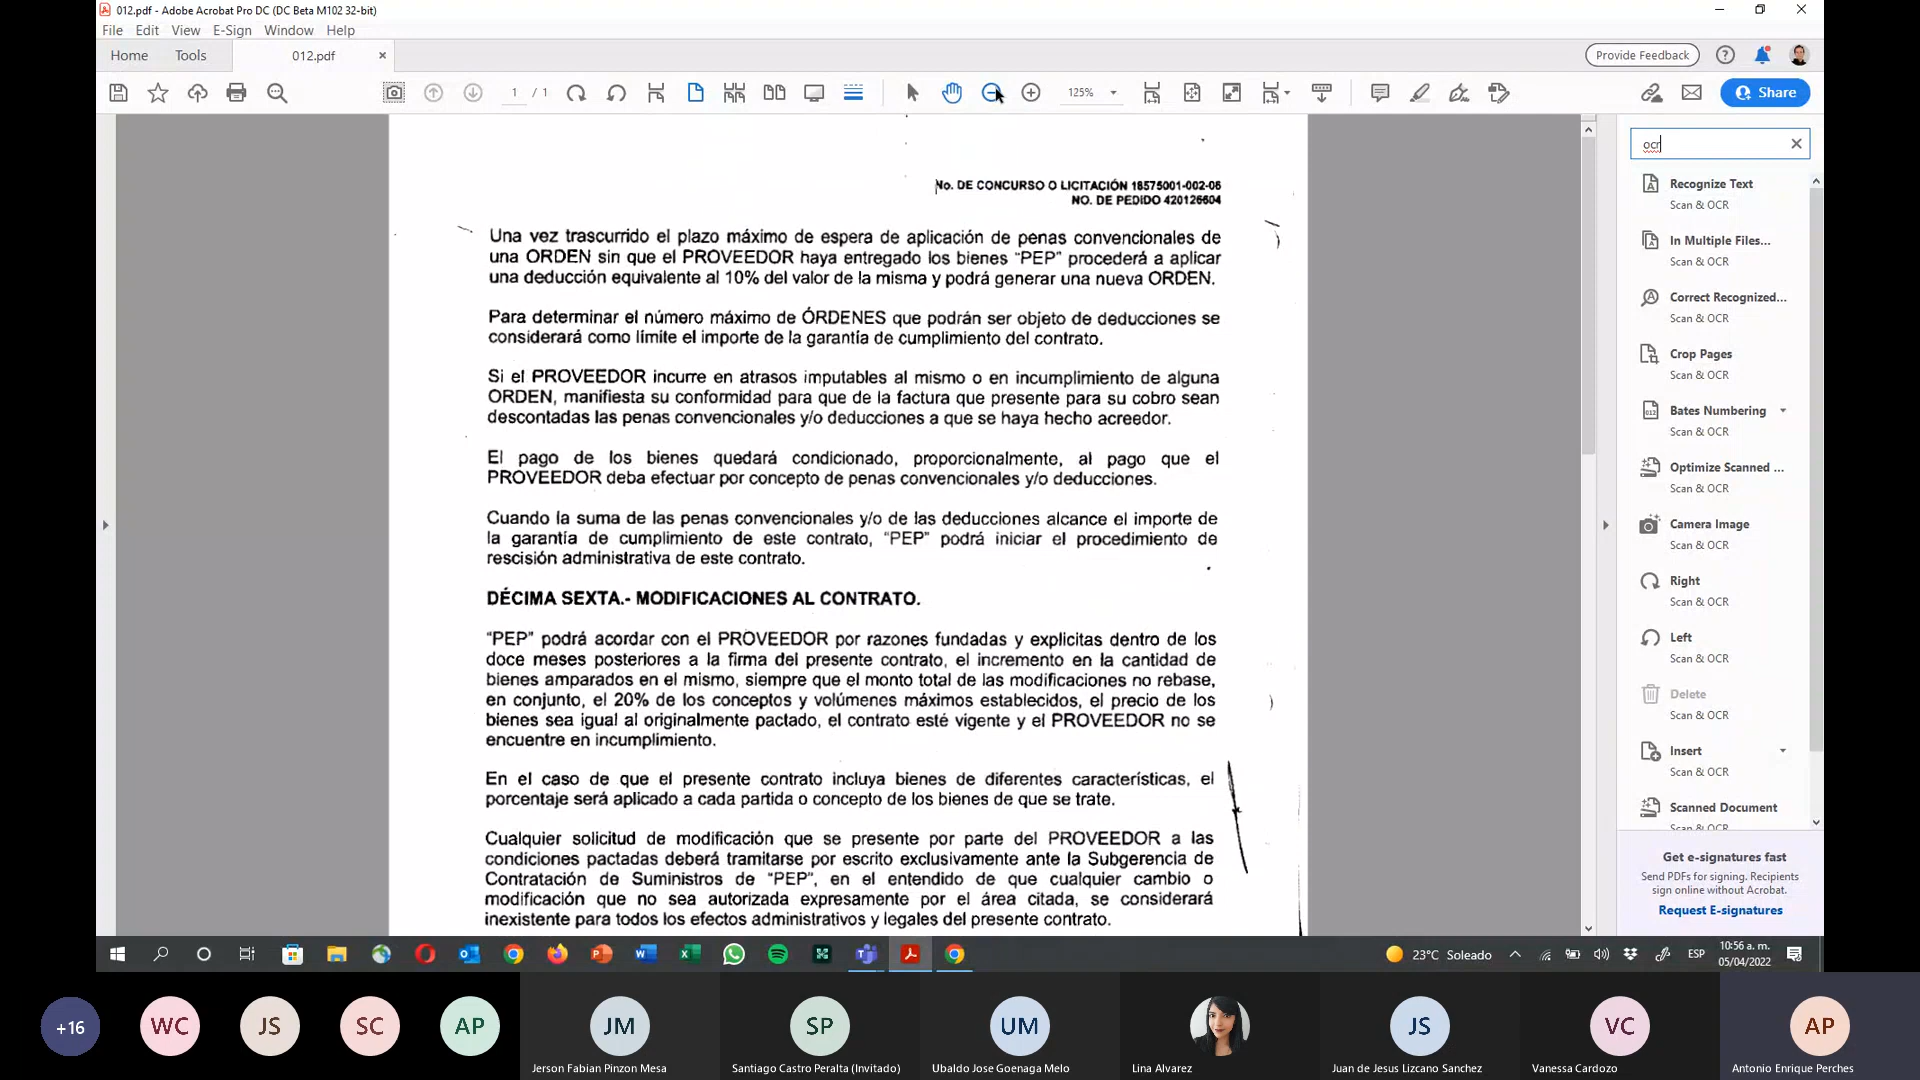 012.pdf - Adobe Acrobat Pro DC (DC Beta M102 32-bit)
File Edit View E-Sign Window Help
Home Tools 012.pdf
Provide Feedback
1 / 1
125%
Share
ocr
Recognize Text
Scan & OCR
In Multiple Files...
Scan & OCR
Correct Recognized...
Scan & OCR
Crop Pages
Scan & OCR
Bates Numbering
Scan & OCR
Optimize Scanned ...
Scan & OCR
Camera Image
Scan & OCR
Right
Scan & OCR
Left
Scan & OCR
Delete
Scan & OCR
Insert
Scan & OCR
Scanned Document
Scan & OCR
Get e-signatures fast
Send PDFs for signing. Recipients
sign online without Acrobat.
Request E-signatures
No. DE CONCURSO O LICITACIÓN 18575001-002-06
NO. DE PEDIDO 420126604
Una vez trascurrido el plazo máximo de espera de aplicación de penas convencionales de
una ORDEN sin que el PROVEEDOR haya entregado los bienes "PEP" procederá a aplicar
una deducción equivalente al 10% del valor de la misma y podrá generar una nueva ORDEN.
Para determinar el número máximo de ÓRDENES que podrán ser objeto de deducciones se
considerará como límite el importe de la garantía de cumplimiento del contrato.
Si el PROVEEDOR incurre en atrasos imputables al mismo o en incumplimiento de alguna
ORDEN, manifiesta su conformidad para que de la factura que presente para su cobro sean
descontadas las penas convencionales y/o deducciones a que se haya hecho acreedor.
El pago de los bienes quedará condicionado, proporcionalmente, al pago que el
PROVEEDOR deba efectuar por concepto de penas convencionales y/o deducciones.
Cuando la suma de las penas convencionales y/o de las deducciones alcance el importe de
la garantía de cumplimiento de este contrato, "PEP" podrá iniciar el procedimiento de
rescisión administrativa de este contrato.
DÉCIMA SEXTA.- MODIFICACIONES AL CONTRATO.
"PEP" podrá acordar con el PROVEEDOR por razones fundadas y explicitas dentro de los
doce meses posteriores a la firma del presente contrato, el incremento en la cantidad de
bienes amparados en el mismo, siempre que el monto total de las modificaciones no rebase,
en conjunto, el 20% de los conceptos y volúmenes máximos establecidos, el precio de los
bienes sea igual al originalmente pactado, el contrato esté vigente y el PROVEEDOR no se
encuentre en incumplimiento.
En el caso de que el presente contrato incluya bienes de diferentes características, el
porcentaje será aplicado a cada partida o concepto de los bienes de que se trate.
Cualquier solicitud de modificación que se presente por parte del PROVEEDOR a las
condiciones pactadas deberá tramitarse por escrito exclusivamente ante la Subgerencia de
Contratación de Suministros de "PEP", en el entendido de que cualquier cambio o
modificación que no sea autorizada expresamente por el área citada, se considerará
inexistente para todos los efectos administrativos y legales del presente contrato.
23°C Soleado
ESP
10:56 a. m.
05/04/2022
+16 WC JS SC AP JM SP UM JS VC AP
Jerson Fabian Pinzon Mesa
Santiago Castro Peralta (Invitado)
Ubaldo Jose Goenaga Melo
Lina Alvarez
Juan de Jesus Lizcano Sanchez
Vanessa Cardozo
Antonio Enrique Perches